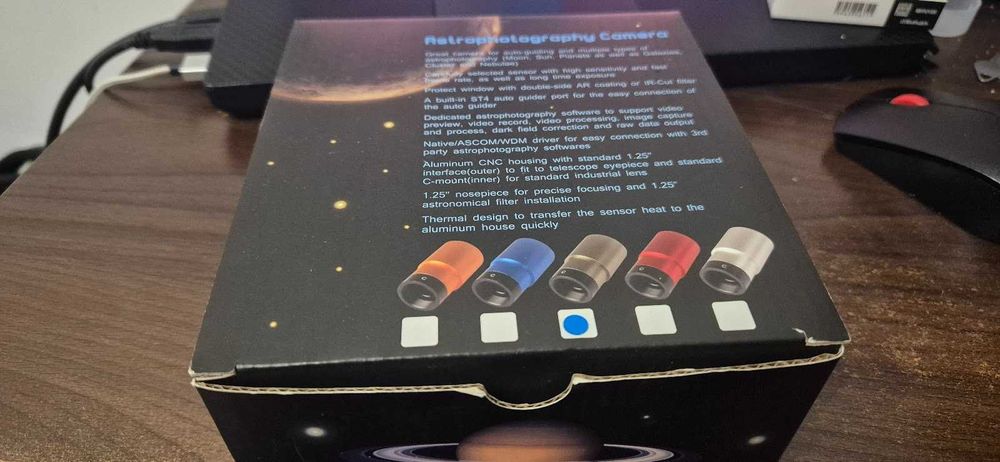 Astrophotography Camera
Great camera for auto-guiding and multiple types of
astrophotography (Moon, Sun, Planets as well as Galaxies,
Cluster and Nebulae)
Carefully selected sensor with high sensitivity and fast
frame rate, as well as long time exposure
Protect window with double-side AR coating or IR-Cut filter
A built-in ST4 auto guider port for the easy connection of
the auto guider
Dedicated astrophotography software to support video
preview, video record, video processing, image capture
and process, dark field correction and raw data output
Native/ASCOM/WDM driver for easy connection with 3rd
party astrophotography softwares
Aluminum CNC housing with standard 1.25"
interface(outer) to fit to telescope eyepiece and standard
C-mount(inner) for standard industrial lens
1.25" nosepiece for precise focusing and 1.25"
astronomical filter installation
Thermal design to transfer the sensor heat to the
aluminum house quickly